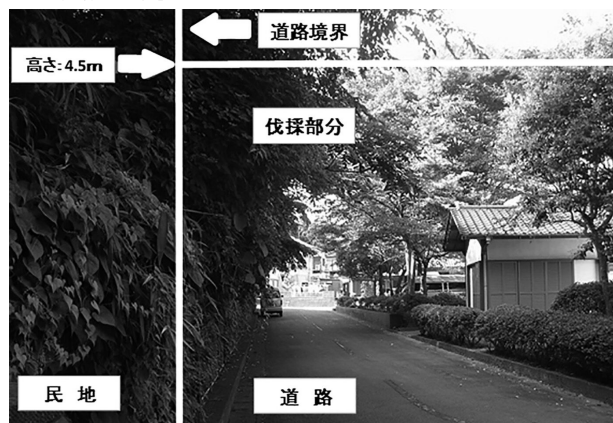 道路境界
高さ:4.5m
伐採部分
民地
道路